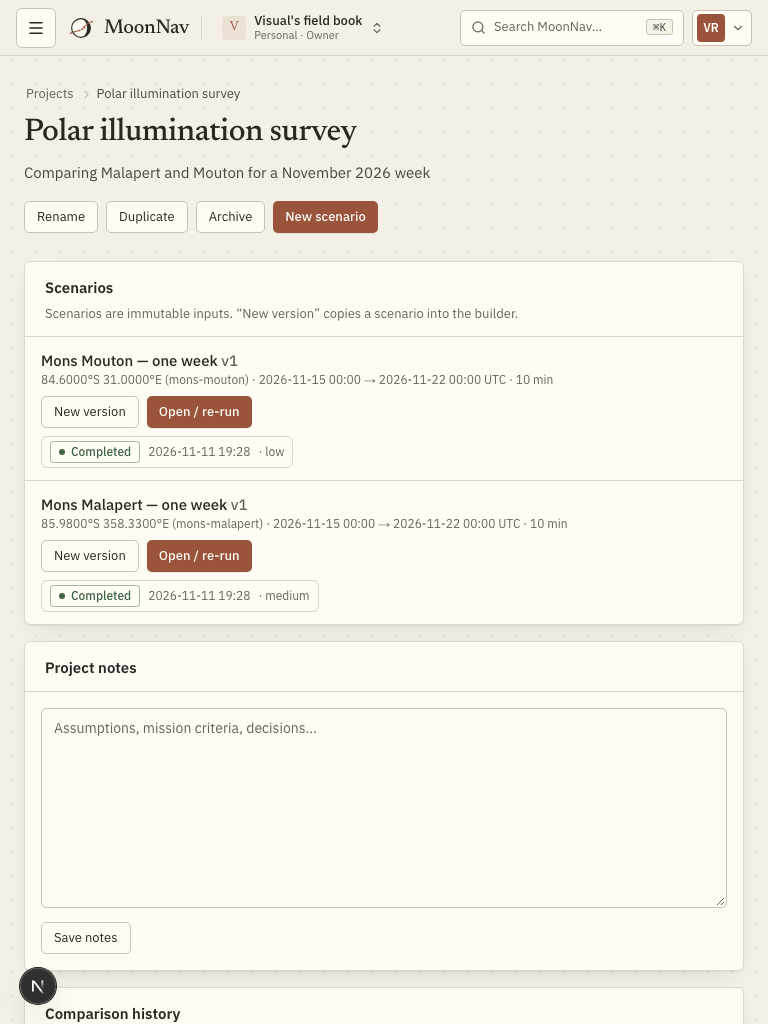 MoonNav
V
Visual's field book
Personal · Owner
Search MoonNav...
⌘K
VR
Projects
Polar illumination survey
Polar illumination survey
Comparing Malapert and Mouton for a November 2026 week
Rename
Duplicate
Archive
New scenario
Scenarios
Scenarios are immutable inputs. “New version” copies a scenario into the builder.
Mons Mouton — one week v1
84.6000°S 31.0000°E (mons-mouton) · 2026-11-15 00:00 → 2026-11-22 00:00 UTC · 10 min
New version
Open / re-run
Completed 2026-11-11 19:28 · low
Mons Malapert — one week v1
85.9800°S 358.3300°E (mons-malapert) · 2026-11-15 00:00 → 2026-11-22 00:00 UTC · 10 min
New version
Open / re-run
Completed 2026-11-11 19:28 · medium
Project notes
Assumptions, mission criteria, decisions...
Save notes
N
Comparison history